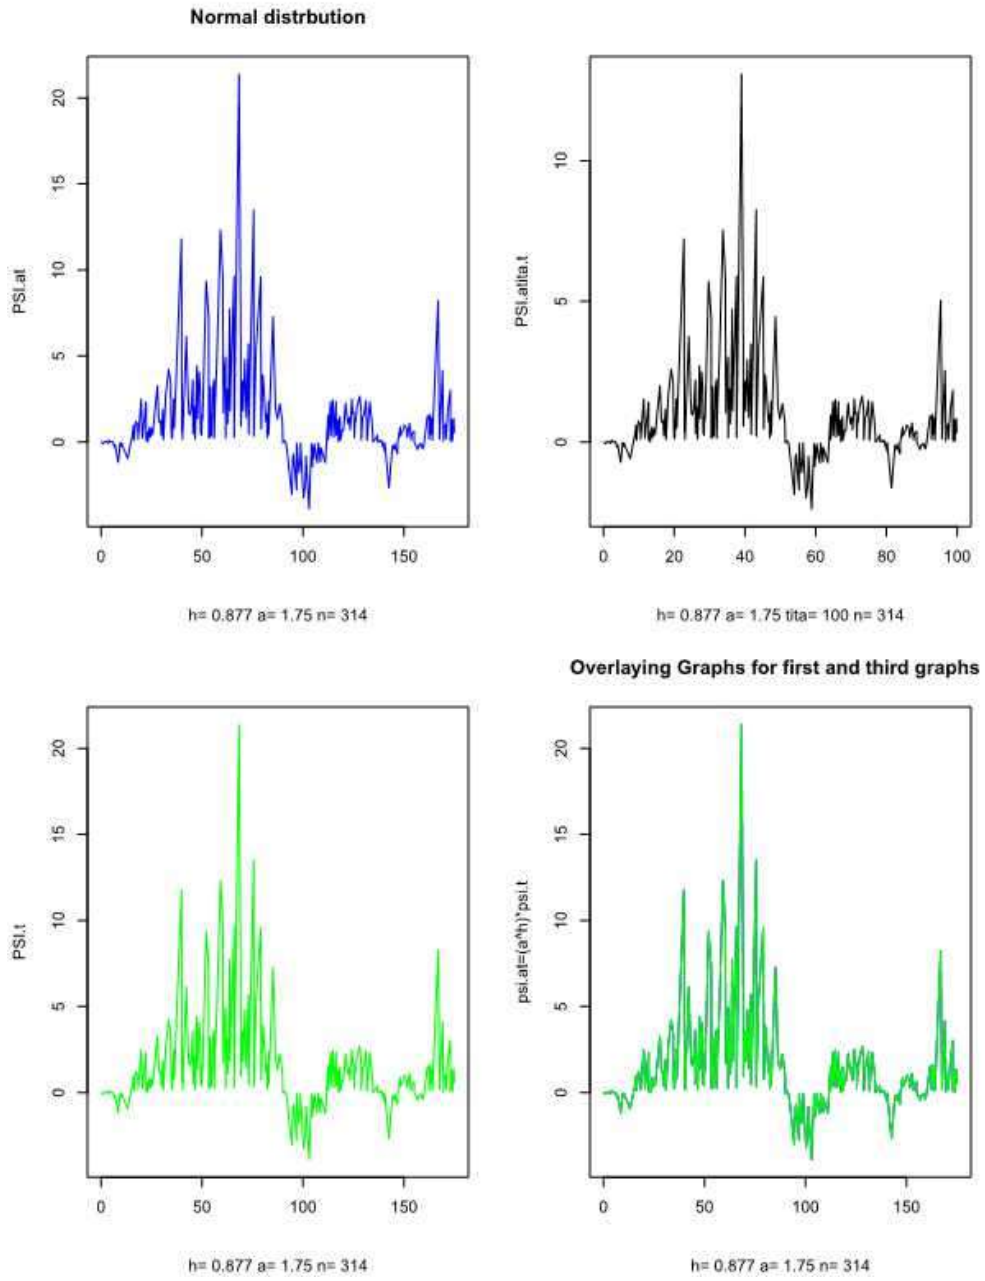 Normal distrbution
PSI.at
20
15
10
5
0
0 50 100 150
h= 0.877 a= 1.75 n= 314
PSI.atita.t
10
5
0
0 20 40 60 80 100
h= 0.877 a= 1.75 tita= 100 n= 314
PSI.t
20
15
10
5
0
0 50 100 150
h= 0.877 a= 1.75 n= 314
Overlaying Graphs for first and third graphs
psi.at=(a^h)*psi.t
20
15
10
5
0
0 50 100 150
h= 0.877 a= 1.75 n= 314